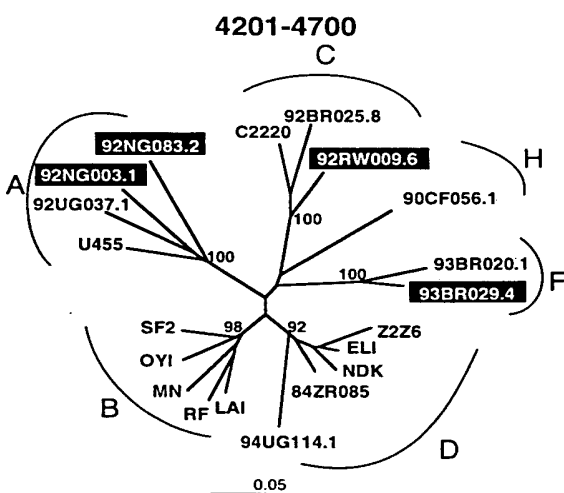 4201-4700
C
92BR025.8
C2220
92NG083.2
92RW009.6
H
A
92NG003.1
90CF056.1
92UG037.1
100
U455
100
93BR020.1
100
F
93BR029.4
SF2
98
92
Z2Z6
ELI
OYI
NDK
MN
84ZR085
B
RF
LAI
94UG114.1
D
0.05